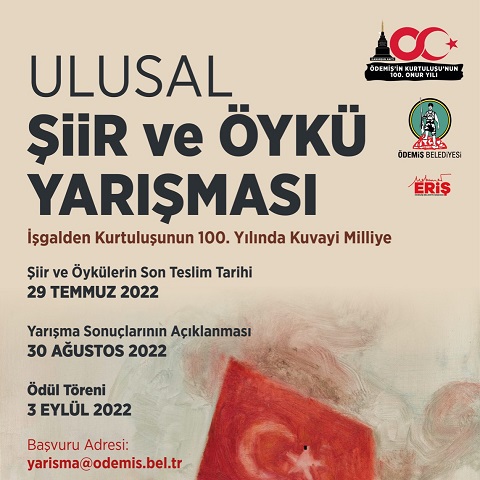 ULUSAL
ŞiiR ve ÖYKÜ
YARIŞMASI
İşgalden Kurtuluşunun 100. Yılında Kuvayi Milliye
Şiir ve Öykülerin Son Teslim Tarihi
29 TEMMUZ 2022
Yarışma Sonuçlarının Açıklanması
30 AĞUSTOS 2022
Ödül Töreni
3 EYLÜL 2022
Başvuru Adresi:
yarisma@odemis.bel.tr
ÖDEMİŞ'İN KURTULUŞU'NUN
100. ONUR YILI
ÖDEMİŞ BELEDİYESİ
ERİŞ